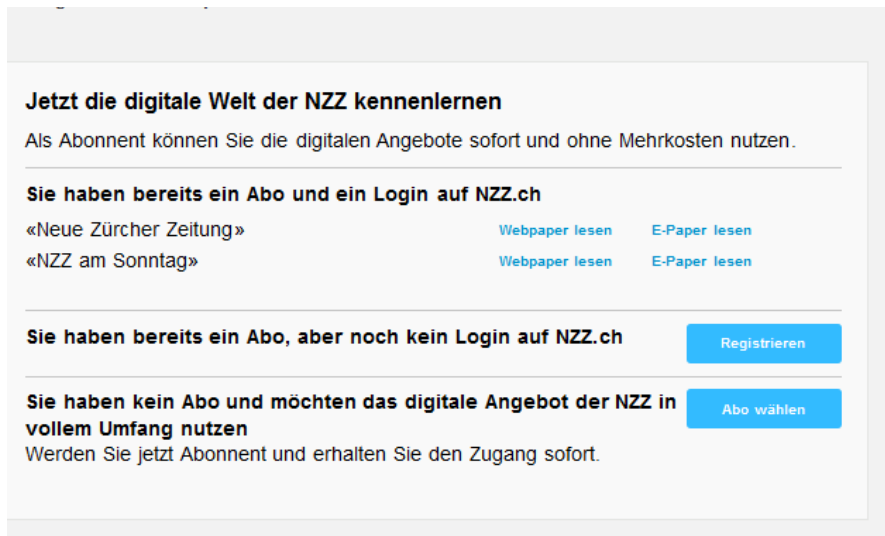 Jetzt die digitale Welt der NZZ kennenlernen
Als Abonnent können Sie die digitalen Angebote sofort und ohne Mehrkosten nutzen.
Sie haben bereits ein Abo und ein Login auf NZZ.ch
«Neue Zürcher Zeitung» Webpaper lesen E-Paper lesen
«NZZ am Sonntag» Webpaper lesen E-Paper lesen
Sie haben bereits ein Abo, aber noch kein Login auf NZZ.ch Registrieren
Sie haben kein Abo und möchten das digitale Angebot der NZZ in Abo wählen
vollem Umfang nutzen
Werden Sie jetzt Abonnent und erhalten Sie den Zugang sofort.